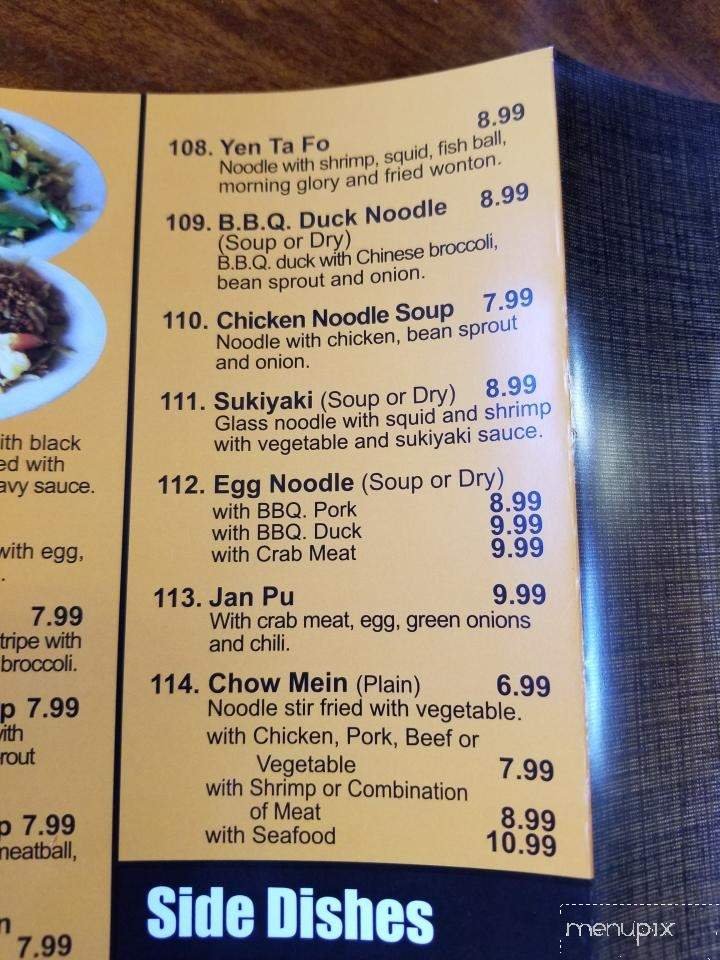 ith black
ed with
avy sauce.
with egg,
.
7.99
tripe with
broccoli.
p 7.99
vith
rout
p 7.99
neatball,
n
7.99
108. Yen Ta Fo 8.99
Noodle with shrimp, squid, fish ball,
morning glory and fried wonton.
109. B.B.Q. Duck Noodle 8.99
(Soup or Dry)
B.B.Q. duck with Chinese broccoli,
bean sprout and onion.
110. Chicken Noodle Soup 7.99
Noodle with chicken, bean sprout
and onion.
111. Sukiyaki (Soup or Dry) 8.99
Glass noodle with squid and shrimp
with vegetable and sukiyaki sauce.
112. Egg Noodle (Soup or Dry)
with BBQ. Pork 8.99
with BBQ. Duck 9.99
with Crab Meat 9.99
113. Jan Pu 9.99
With crab meat, egg, green onions
and chili.
114. Chow Mein (Plain) 6.99
Noodle stir fried with vegetable.
with Chicken, Pork, Beef or
Vegetable 7.99
with Shrimp or Combination
of Meat 8.99
with Seafood 10.99
Side Dishes
menupix